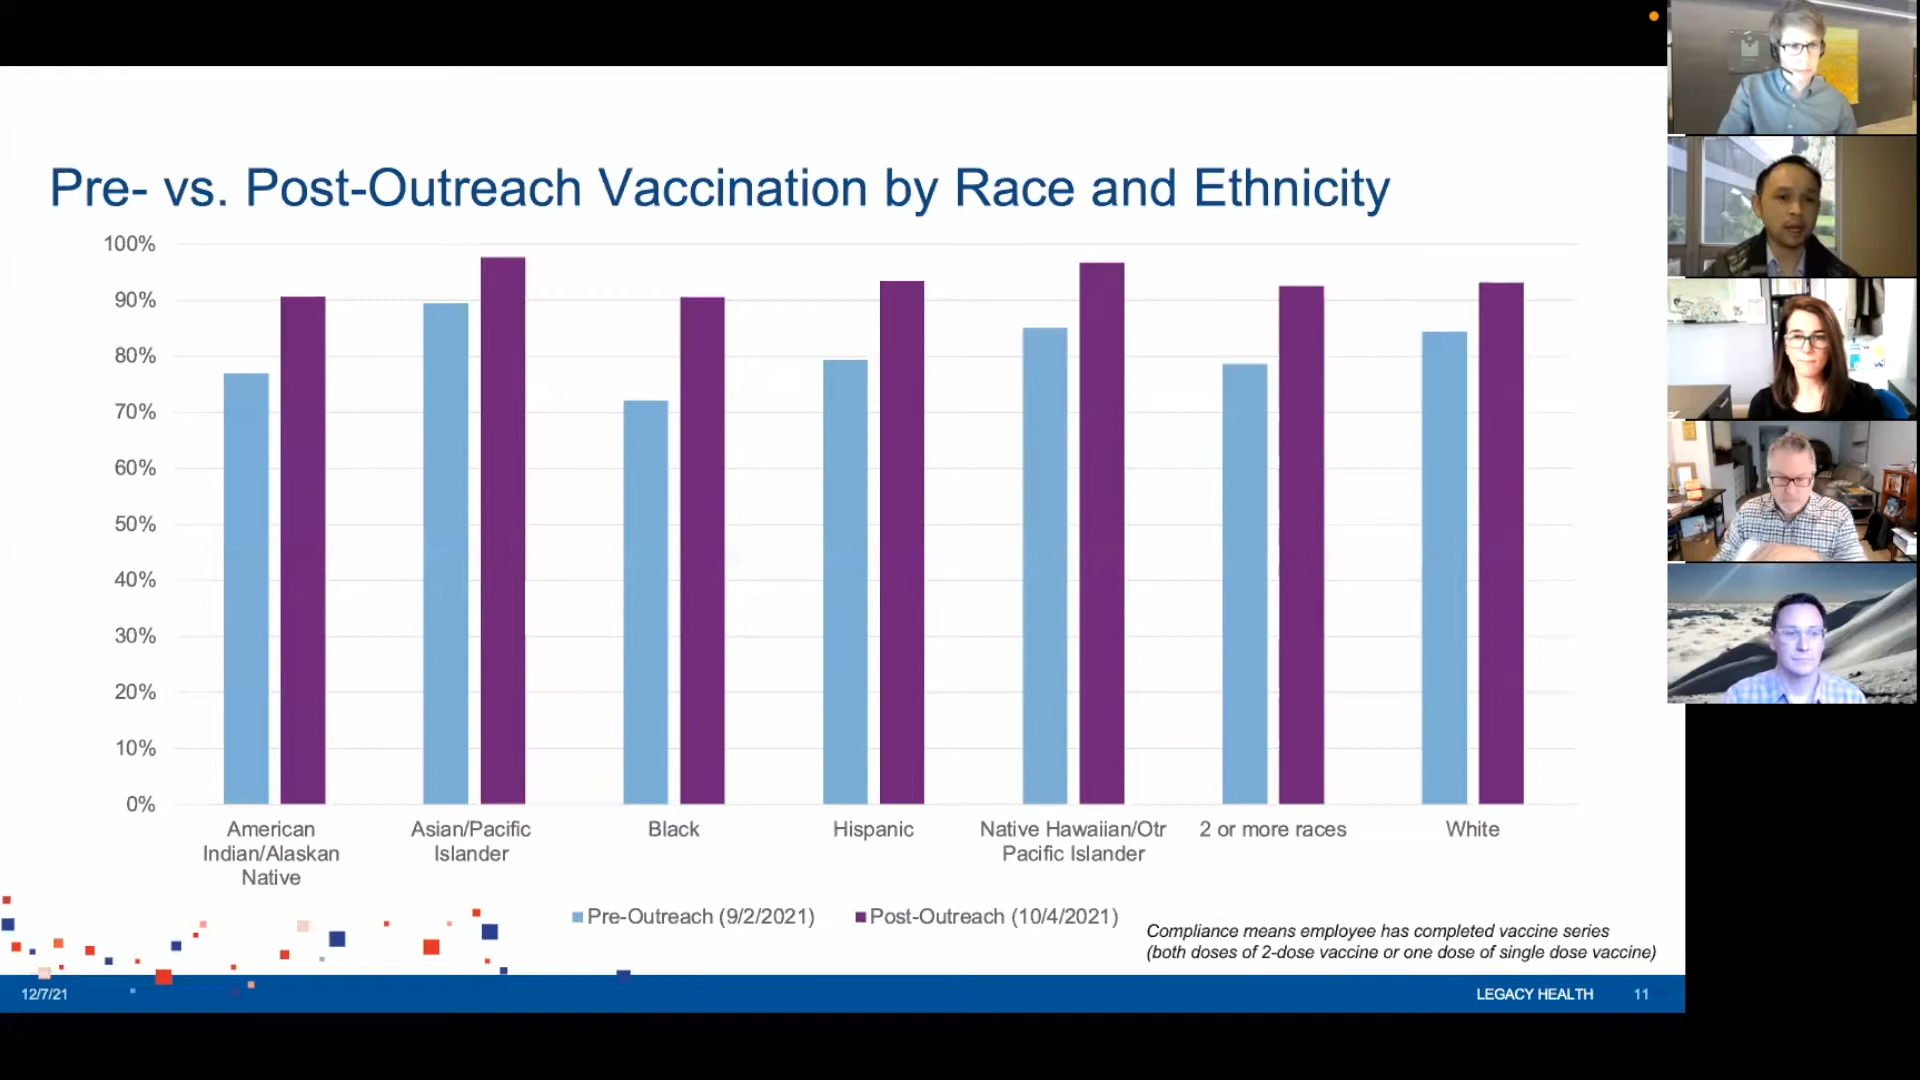 Pre- vs. Post-Outreach Vaccination by Race and Ethnicity
100%
90%
80%
70%
60%
50%
40%
30%
20%
10%
0%
American
Indian/Alaskan
Native
Asian/Pacific
Islander
Black
Hispanic
Native Hawaiian/Otr
Pacific Islander
2 or more races
White
Pre-Outreach (9/2/2021)
Post-Outreach (10/4/2021)
Compliance means employee has completed vaccine series
(both doses of 2-dose vaccine or one dose of single dose vaccine)
12/7/21
LEGACY HEALTH
11